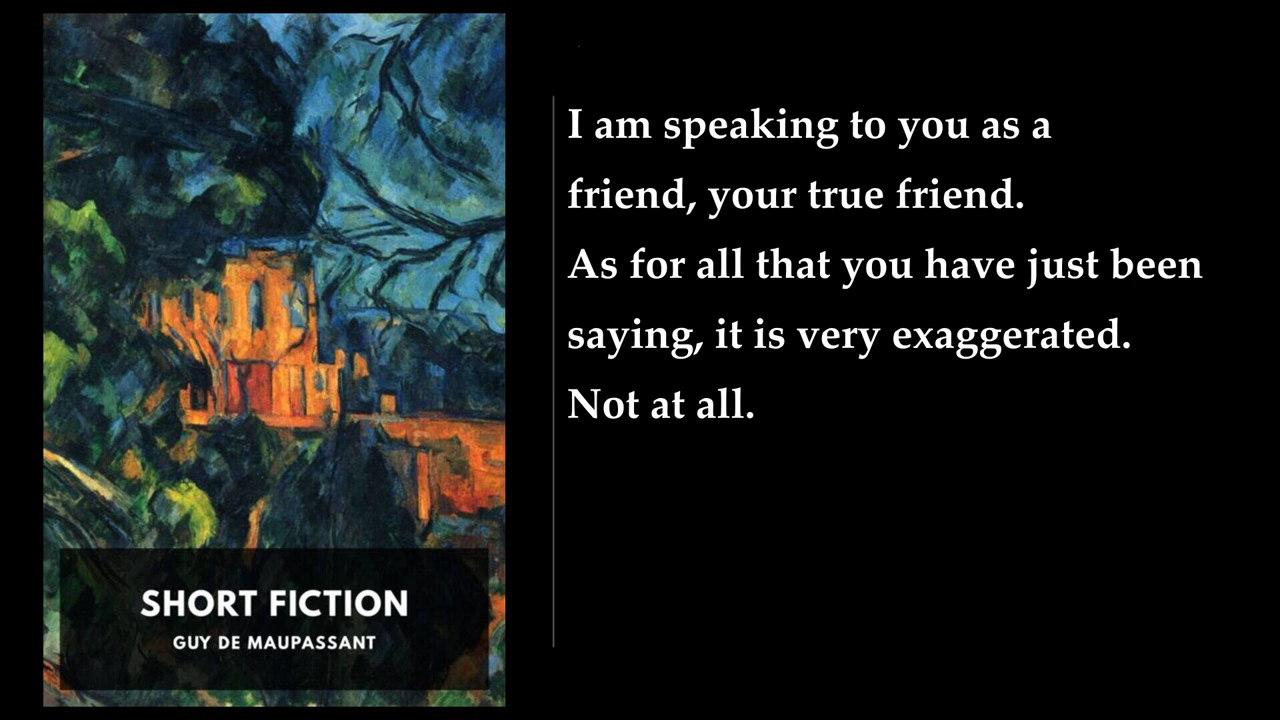 I am speaking to you as a
friend, your true friend.
As for all that you have just been
saying, it is very exaggerated.
Not at all.
SHORT FICTION
GUY DE MAUPASSANT